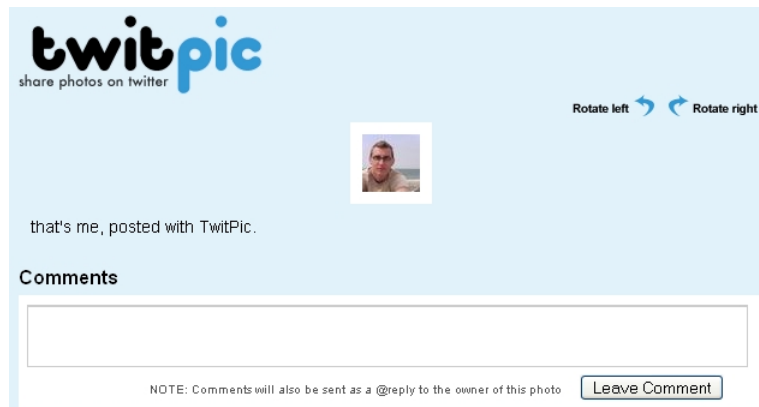 twitpic
share photos on twitter
Rotate left Rotate right
that's me, posted with TwitPic.
Comments
NOTE: Comments will also be sent as a @reply to the owner of this photo Leave Comment